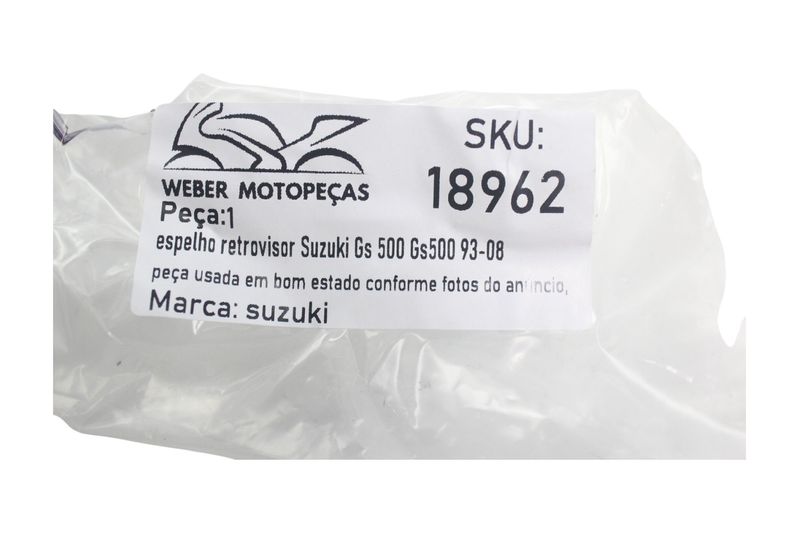 WEBER MOTOPEÇAS
SKU:
18962
Peça:1
espelho retrovisor Suzuki Gs 500 Gs500 93-08
peça usada em bom estado conforme fotos do anúncio,
Marca: suzuki